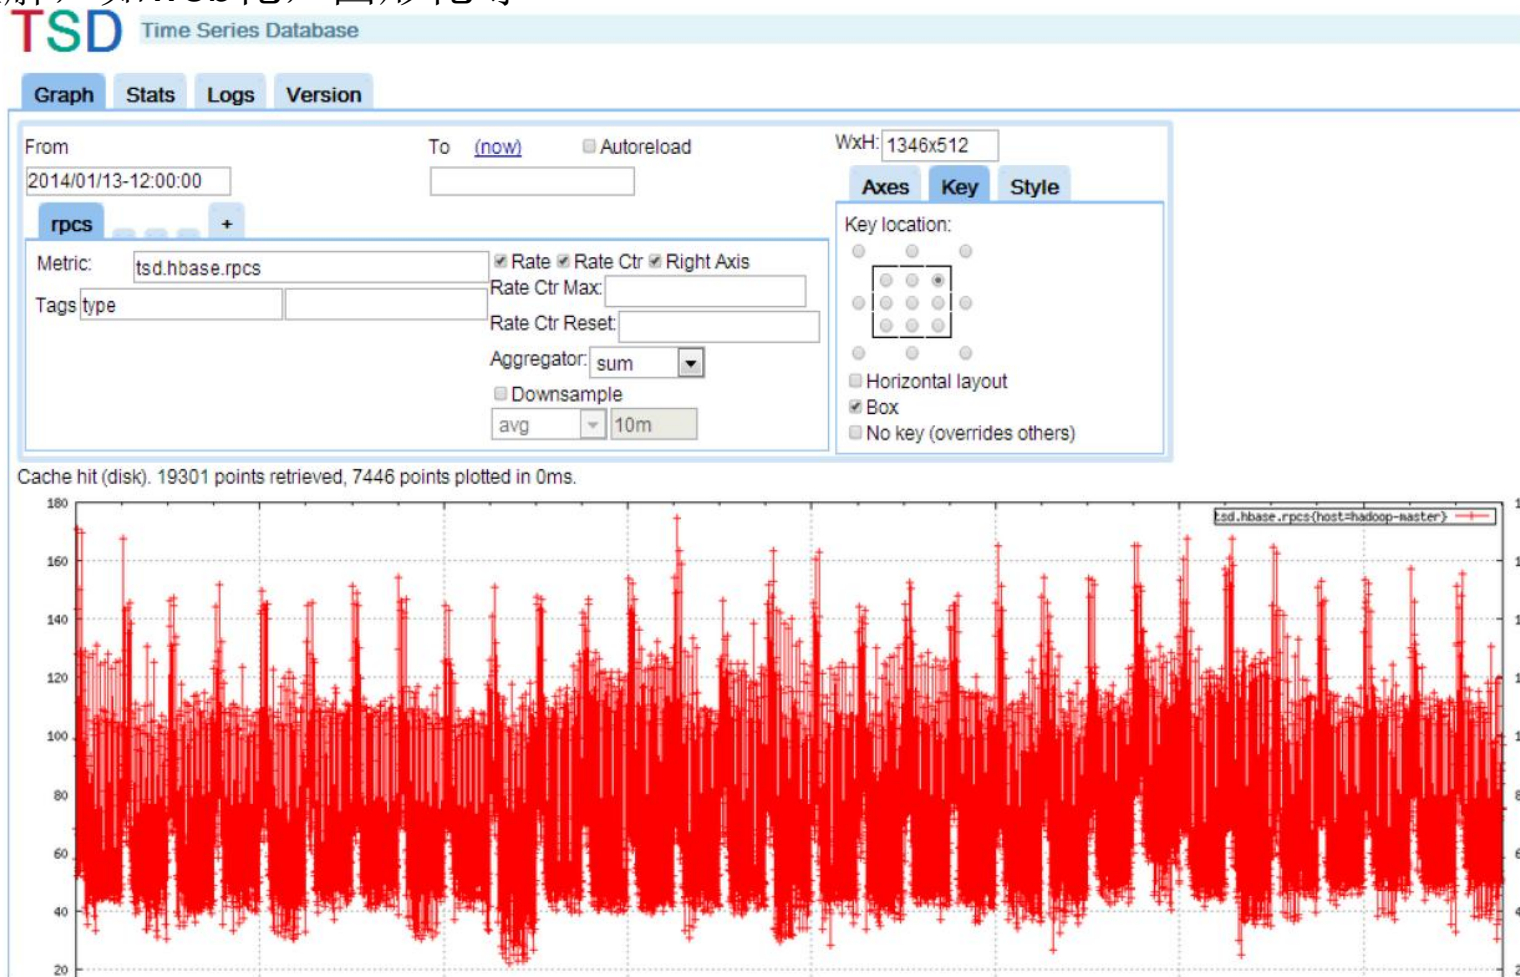 TSD Time Series Database
Graph Stats Logs Version
From To (now) Autoreload WxH: 1346x512
2014/01/13-12:00:00
Axes Key Style
rpcs +
Key location:
Metric: tsd.hbase.rpcs Rate Rate Ctr Right Axis
Tags type Rate Ctr Max:
Rate Ctr Reset:
Aggregator: sum
Horizontal layout
Downsample
Box
avg 10m
No key (overrides others)
Cache hit (disk). 19301 points retrieved, 7446 points plotted in 0ms.
180
tsd.hbase.rpcs{host=hadoop-master}
160
140
120
100
80
60
40
20